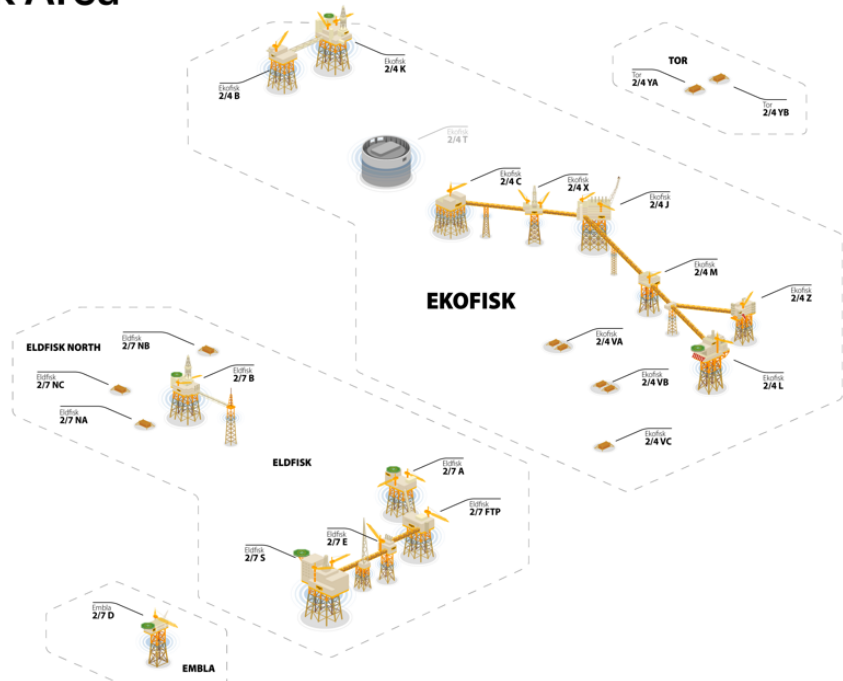 Ekofisk
2/4 K
Ekofisk
2/4 B
TOR
Tor
2/4 YA
Tor
2/4 YB
Ekofisk
2/4 T
Ekofisk
2/4 C
Ekofisk
2/4 X
Ekofisk
2/4 J
Ekofisk
2/4 M
Ekofisk
2/4 Z
EKOFISK
Ekofisk
2/4 VA
Ekofisk
2/4 VB
Ekofisk
2/4 L
Ekofisk
2/4 VC
ELDFISK NORTH
Eldfisk
2/7 NB
Eldfisk
2/7 B
Eldfisk
2/7 NC
Eldfisk
2/7 NA
ELDFISK
Eldfisk
2/7 A
Eldfisk
2/7 FTP
Eldfisk
2/7 E
Eldfisk
2/7 S
Embla
2/7 D
EMBLA